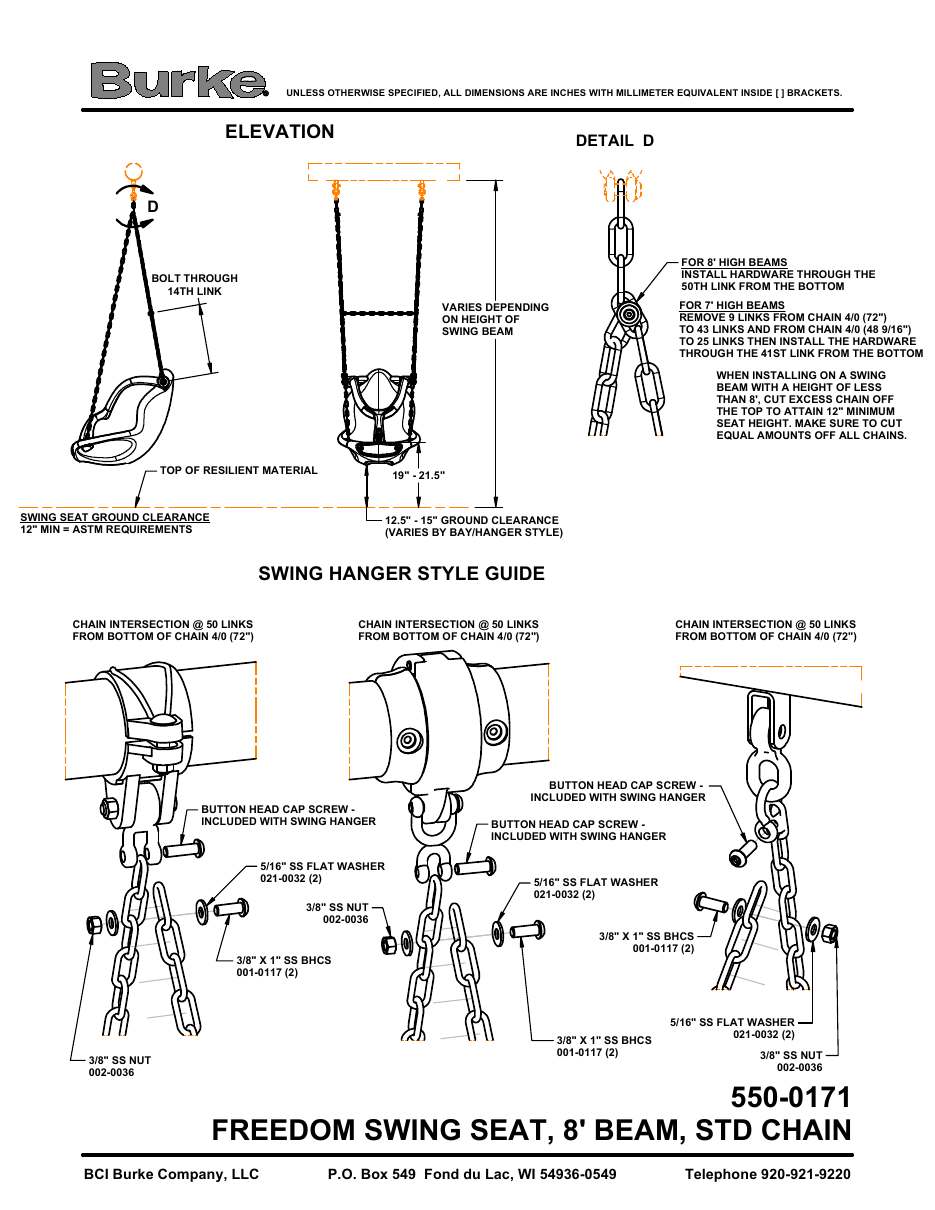 Burke
UNLESS OTHERWISE SPECIFIED, ALL DIMENSIONS ARE INCHES WITH MILLIMETER EQUIVALENT INSIDE [ ] BRACKETS.
ELEVATION
DETAIL D
D
BOLT THROUGH
14TH LINK
VARIES DEPENDING
ON HEIGHT OF
SWING BEAM
FOR 8' HIGH BEAMS
INSTALL HARDWARE THROUGH THE
50TH LINK FROM THE BOTTOM
FOR 7' HIGH BEAMS
REMOVE 9 LINKS FROM CHAIN 4/0 (72")
TO 43 LINKS AND FROM CHAIN 4/0 (48 9/16")
TO 25 LINKS THEN INSTALL THE HARDWARE
THROUGH THE 41ST LINK FROM THE BOTTOM
WHEN INSTALLING ON A SWING
BEAM WITH A HEIGHT OF LESS
THAN 8', CUT EXCESS CHAIN OFF
THE TOP TO ATTAIN 12" MINIMUM
SEAT HEIGHT. MAKE SURE TO CUT
EQUAL AMOUNTS OFF ALL CHAINS.
TOP OF RESILIENT MATERIAL
19" - 21.5"
SWING SEAT GROUND CLEARANCE
12" MIN = ASTM REQUIREMENTS
12.5" - 15" GROUND CLEARANCE
(VARIES BY BAY/HANGER STYLE)
SWING HANGER STYLE GUIDE
CHAIN INTERSECTION @ 50 LINKS
FROM BOTTOM OF CHAIN 4/0 (72")
CHAIN INTERSECTION @ 50 LINKS
FROM BOTTOM OF CHAIN 4/0 (72")
CHAIN INTERSECTION @ 50 LINKS
FROM BOTTOM OF CHAIN 4/0 (72")
BUTTON HEAD CAP SCREW -
INCLUDED WITH SWING HANGER
5/16" SS FLAT WASHER
021-0032 (2)
3/8" X 1" SS BHCS
001-0117 (2)
3/8" SS NUT
002-0036
BUTTON HEAD CAP SCREW -
INCLUDED WITH SWING HANGER
5/16" SS FLAT WASHER
021-0032 (2)
3/8" SS NUT
002-0036
3/8" X 1" SS BHCS
001-0117 (2)
BUTTON HEAD CAP SCREW -
INCLUDED WITH SWING HANGER
3/8" X 1" SS BHCS
001-0117 (2)
5/16" SS FLAT WASHER
021-0032 (2)
3/8" SS NUT
002-0036
550-0171
FREEDOM SWING SEAT, 8' BEAM, STD CHAIN
BCI Burke Company, LLC P.O. Box 549 Fond du Lac, WI 54936-0549 Telephone 920-921-9220